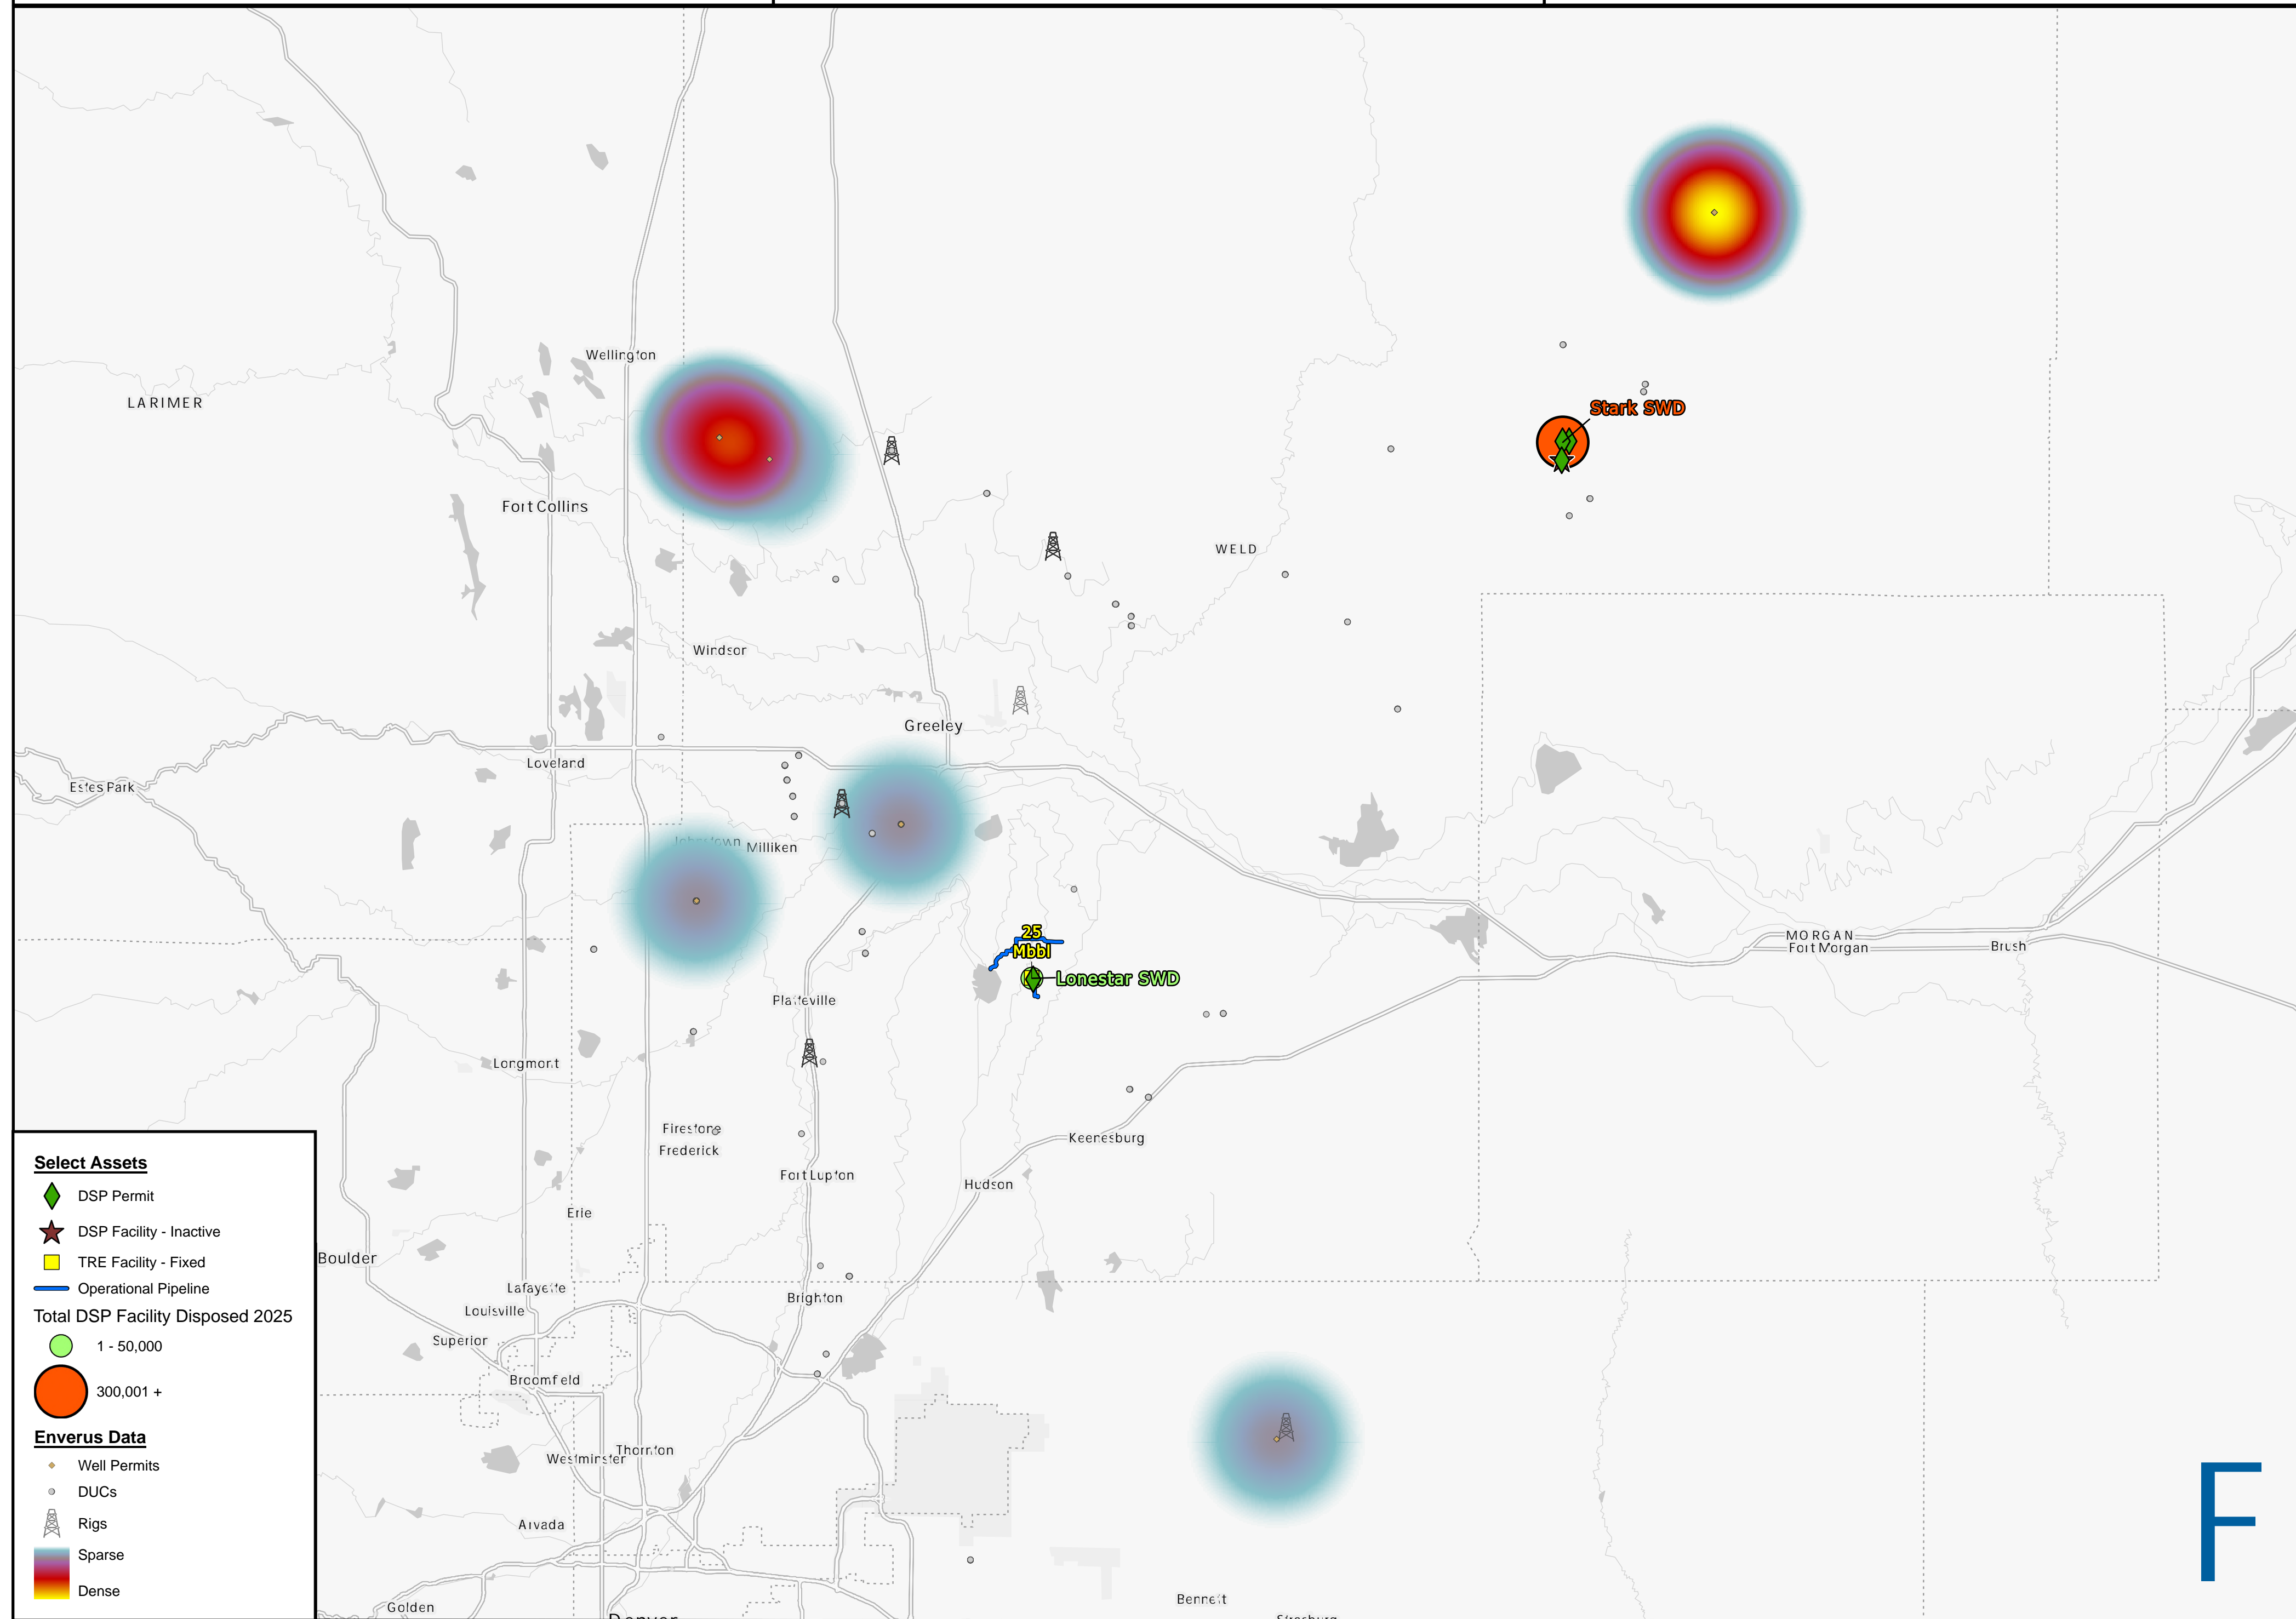 Wellington
LARIMER
Stark SWD
Fort Collins
WELD
Windsor
Greeley
Loveland
Estes Park
Johnstown
Milliken
25
Mbbl
MORGAN
Fort Morgan
Brush
Lonestar SWD
Platteville
Longmont
Firestone
Keenesburg
Frederick
Fort Lupton
Hudson
Erie
Boulder
Lafayette
Brighton
Louisville
Superior
Broomfield
Thornton
Westminster
Arvada
Bennett
Golden
Denver
Strasburg
F
Select Assets
DSP Permit
DSP Facility - Inactive
TRE Facility - Fixed
Operational Pipeline
Total DSP Facility Disposed 2025
1 - 50,000
300,001 +
Enverus Data
Well Permits
DUCs
Rigs
Sparse
Dense